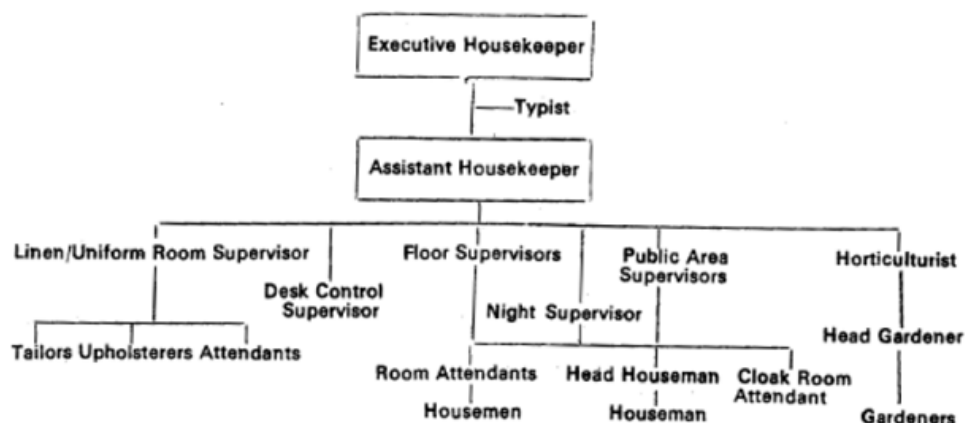 Executive Housekeeper
Typist
Assistant Housekeeper
Linen/Uniform Room Supervisor
Floor Supervisors
Public Area
Supervisors
Horticulturist
Desk Control
Supervisor
Night Supervisor
Head Gardener
Tailors Upholsterers Attendants
Room Attendants
Head Houseman
Cloak Room
Attendant
Housemen
Houseman
Gardeners